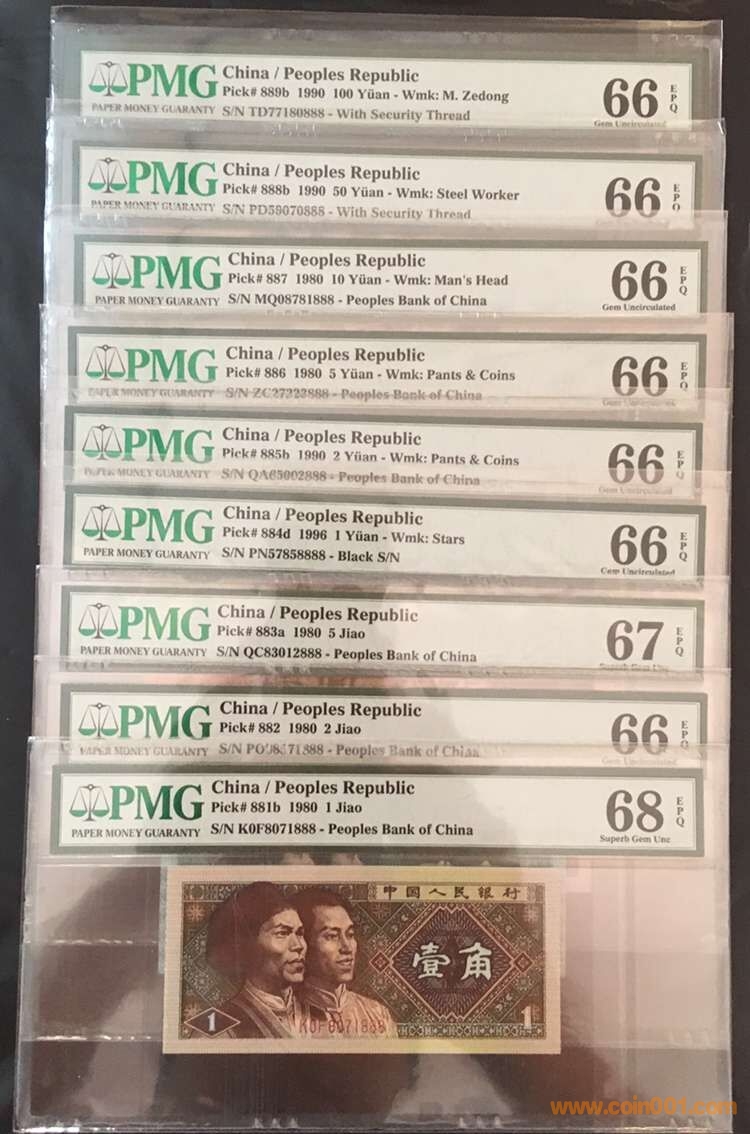 PMG
PAPER MONEY GUARANTY
China / Peoples Republic
Pick# 889b 1990 100 Yüan - Wmk: M. Zedong
S/N TD77180888 - With Security Thread
66 EPQ
Gem Uncirculated
PMG
PAPER MONEY GUARANTY
China / Peoples Republic
Pick# 888b 1990 50 Yüan - Wmk: Steel Worker
S/N PD59070888 - With Security Thread
66 EPQ
PMG
PAPER MONEY GUARANTY
China / Peoples Republic
Pick# 887 1980 10 Yüan - Wmk: Man's Head
S/N MQ08781888 - Peoples Bank of China
66 EPQ
Gem Uncirculated
PMG
PAPER MONEY GUARANTY
China / Peoples Republic
Pick# 886 1980 5 Yüan - Wmk: Pants & Coins
S/N - Peoples Bank of China
66 EPQ
PMG
PAPER MONEY GUARANTY
China / Peoples Republic
Pick# 885b 1990 2 Yüan - Wmk: Pants & Coins
S/N QA65002888 - Peoples Bank of China
66 EPQ
Gem Uncirculated
PMG
PAPER MONEY GUARANTY
China / Peoples Republic
Pick# 884d 1996 1 Yüan - Wmk: Stars
S/N PN57858888 - Black S/N
66 EPQ
Gem Uncirculated
PMG
PAPER MONEY GUARANTY
China / Peoples Republic
Pick# 883a 1980 5 Jiao
S/N QC83012888 - Peoples Bank of China
67 EPQ
Superb Gem Unc
PMG
PAPER MONEY GUARANTY
China / Peoples Republic
Pick# 882 1980 2 Jiao
S/N - Peoples Bank of China
66 EPQ
Gem Uncirculated
PMG
PAPER MONEY GUARANTY
China / Peoples Republic
Pick# 881b 1980 1 Jiao
S/N K0F8071888 - Peoples Bank of China
68 EPQ
Superb Gem Unc
中国人民银行
壹角
K0F8071888
1
1
www.coin001.com